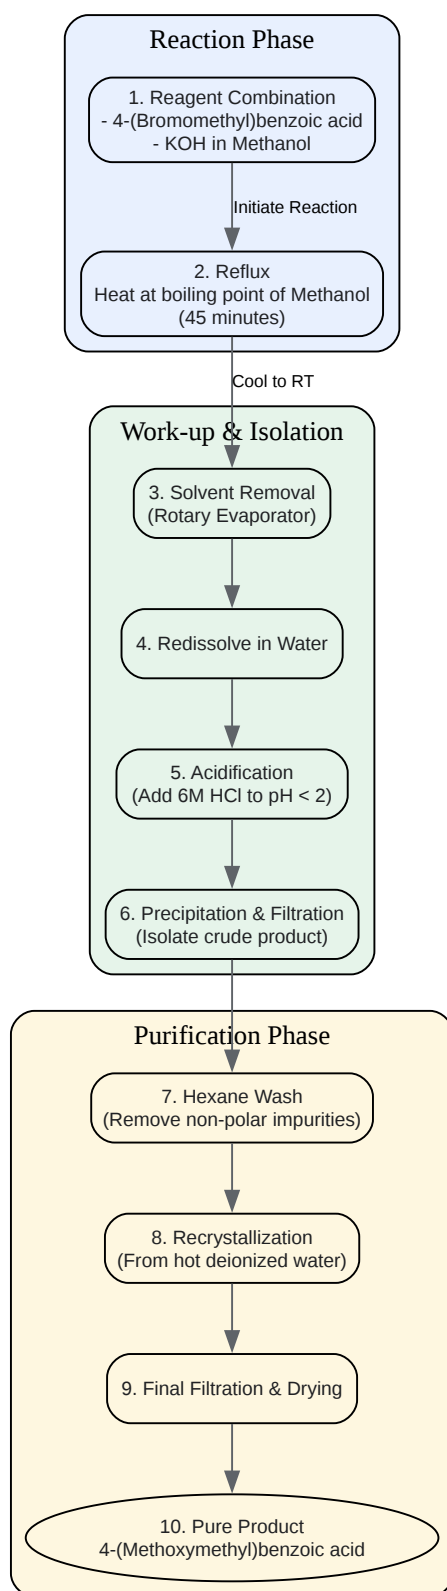 Reaction Phase
1. Reagent Combination
- 4-(Bromomethyl)benzoic acid
- KOH in Methanol
Initiate Reaction
2. Reflux
Heat at boiling point of Methanol
(45 minutes)
Cool to RT
Work-up & Isolation
3. Solvent Removal
(Rotary Evaporator)
4. Redissolve in Water
5. Acidification
(Add 6M HCl to pH < 2)
6. Precipitation & Filtration
(Isolate crude product)
Purification Phase
7. Hexane Wash
(Remove non-polar impurities)
8. Recrystallization
(From hot deionized water)
9. Final Filtration & Drying
10. Pure Product
4-(Methoxymethyl)benzoic acid